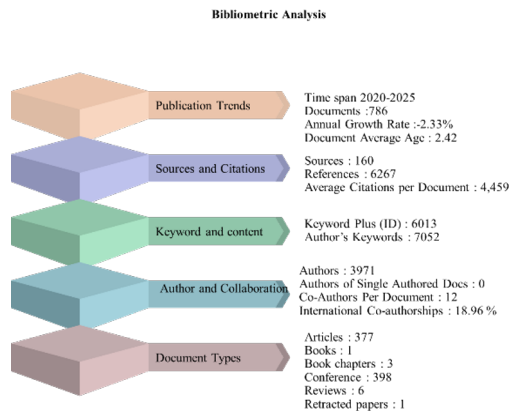 Bibliometric Analysis
Publication Trends
Time span 2020-2025
Documents :786
Annual Growth Rate :-2.33%
Document Average Age : 2.42
Sources and Citations
Sources : 160
References : 6267
Average Citations per Document : 4,459
Keyword and content
Keyword Plus (ID) : 6013
Author's Keywords : 7052
Author and Collaboration
Authors : 3971
Authors of Single Authored Docs : 0
Co-Authors Per Document : 12
International Co-authorships : 18.96 %
Document Types
Articles : 377
Books : 1
Book chapters : 3
Conference : 398
Reviews : 6
Retracted papers : 1